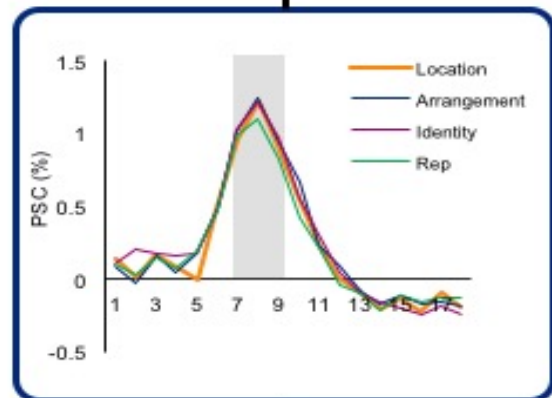 1.5
1
0.5
0
-0.5
PSC (%)
1 3 5 7 9 11 13 15 17
Location
Arrangement
Identity
Rep